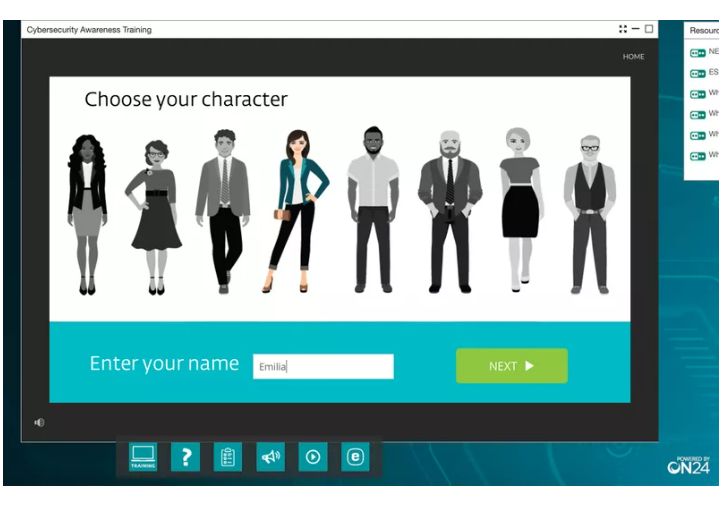 Cybersecurity Awareness Training
Resourc
HOME
NE
ES
Wh
Wh
Wh
Wh
Choose your character
Enter your name
Emilia
NEXT
TRAINING
?
e
POWERED BY
ON24